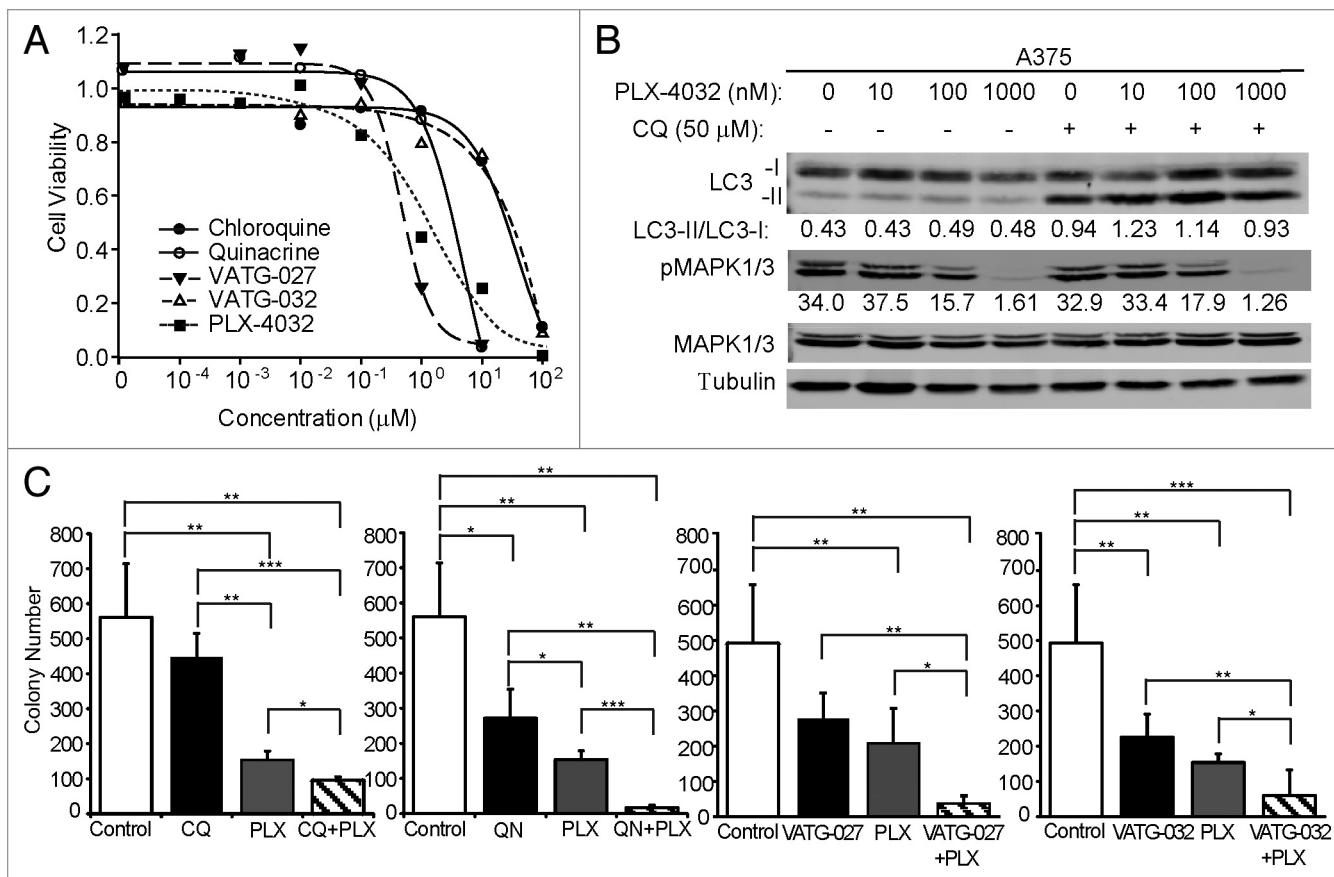 A
1.2
1.0
0.8
0.6
0.4
0.2
0.0
Cell Viability
Chloroquine
Quinacrine
VATG-027
VATG-032
PLX-4032
0 10-4 10-3 10-2 10-1 100 101 102
Concentration (μM)
B
A375
PLX-4032 (nM): 0 10 100 1000 0 10 100 1000
CQ (50 μM): - - - - + + + +
LC3 -I
-II
LC3-II/LC3-I: 0.43 0.43 0.49 0.48 0.94 1.23 1.14 0.93
pMAPK1/3
34.0 37.5 15.7 1.61 32.9 33.4 17.9 1.26
MAPK1/3
Tubulin
C
Colony Number
800
700
600
500
400
300
200
100
0
**
**
***
**
*
Control CQ PLX CQ+PLX
800
700
600
500
400
300
200
100
0
**
**
*
**
*
***
Control QN PLX QN+PLX
800
700
600
500
400
300
200
100
0
**
**
**
*
Control VATG-027 PLX VATG-027
+PLX
800
700
600
500
400
300
200
100
0
***
**
**
**
*
Control VATG-032 PLX VATG-032
+PLX